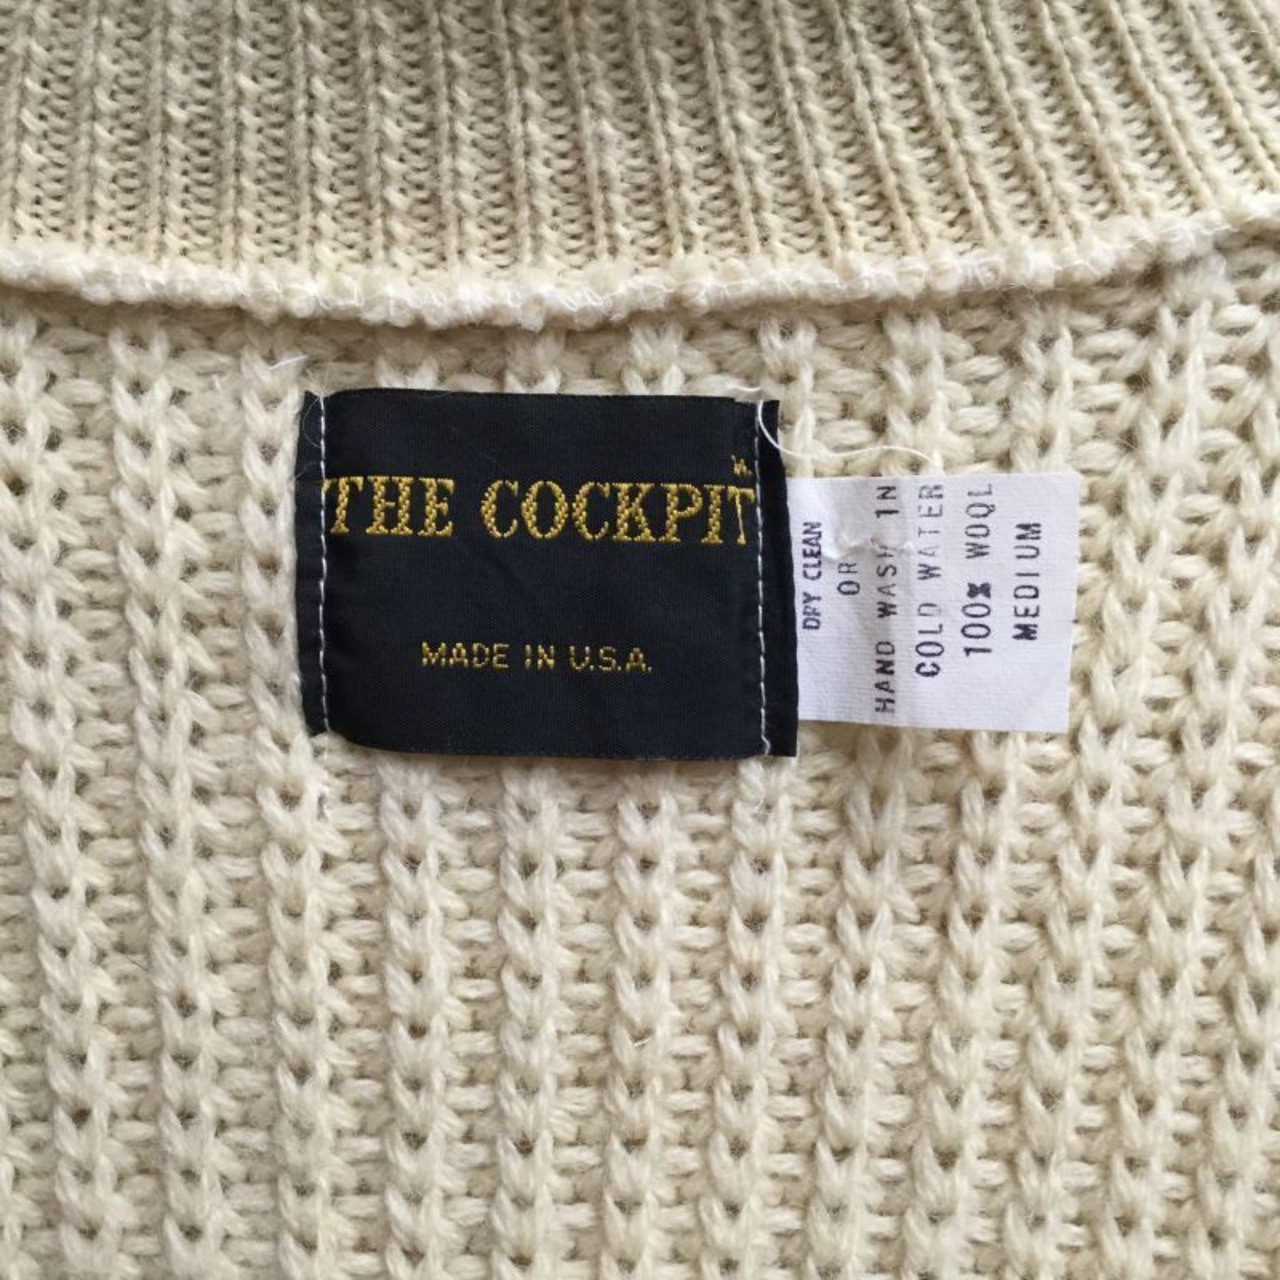 THE COCKPIT
MADE IN U.S.A.
DRY CLEAN
OR
HAND WASH IN
COLD WATER
100% WOOL
MEDIUM